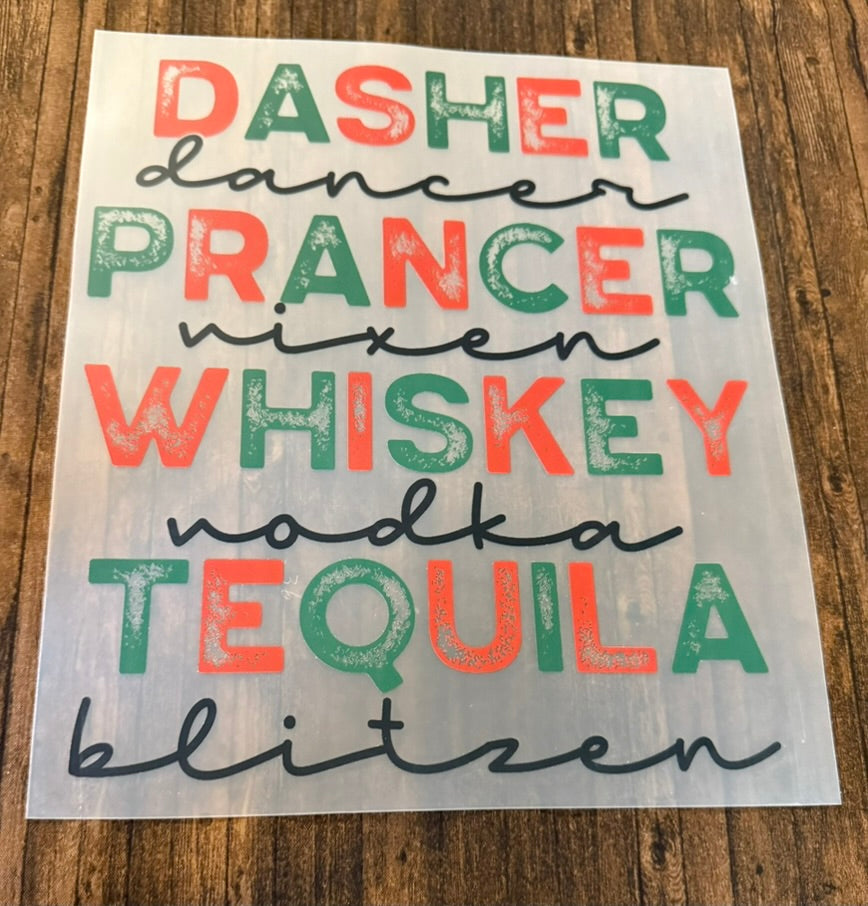 DASHER
dancer
PRANCER
vixen
WHISKEY
vodka
TEQUILA
blitzen